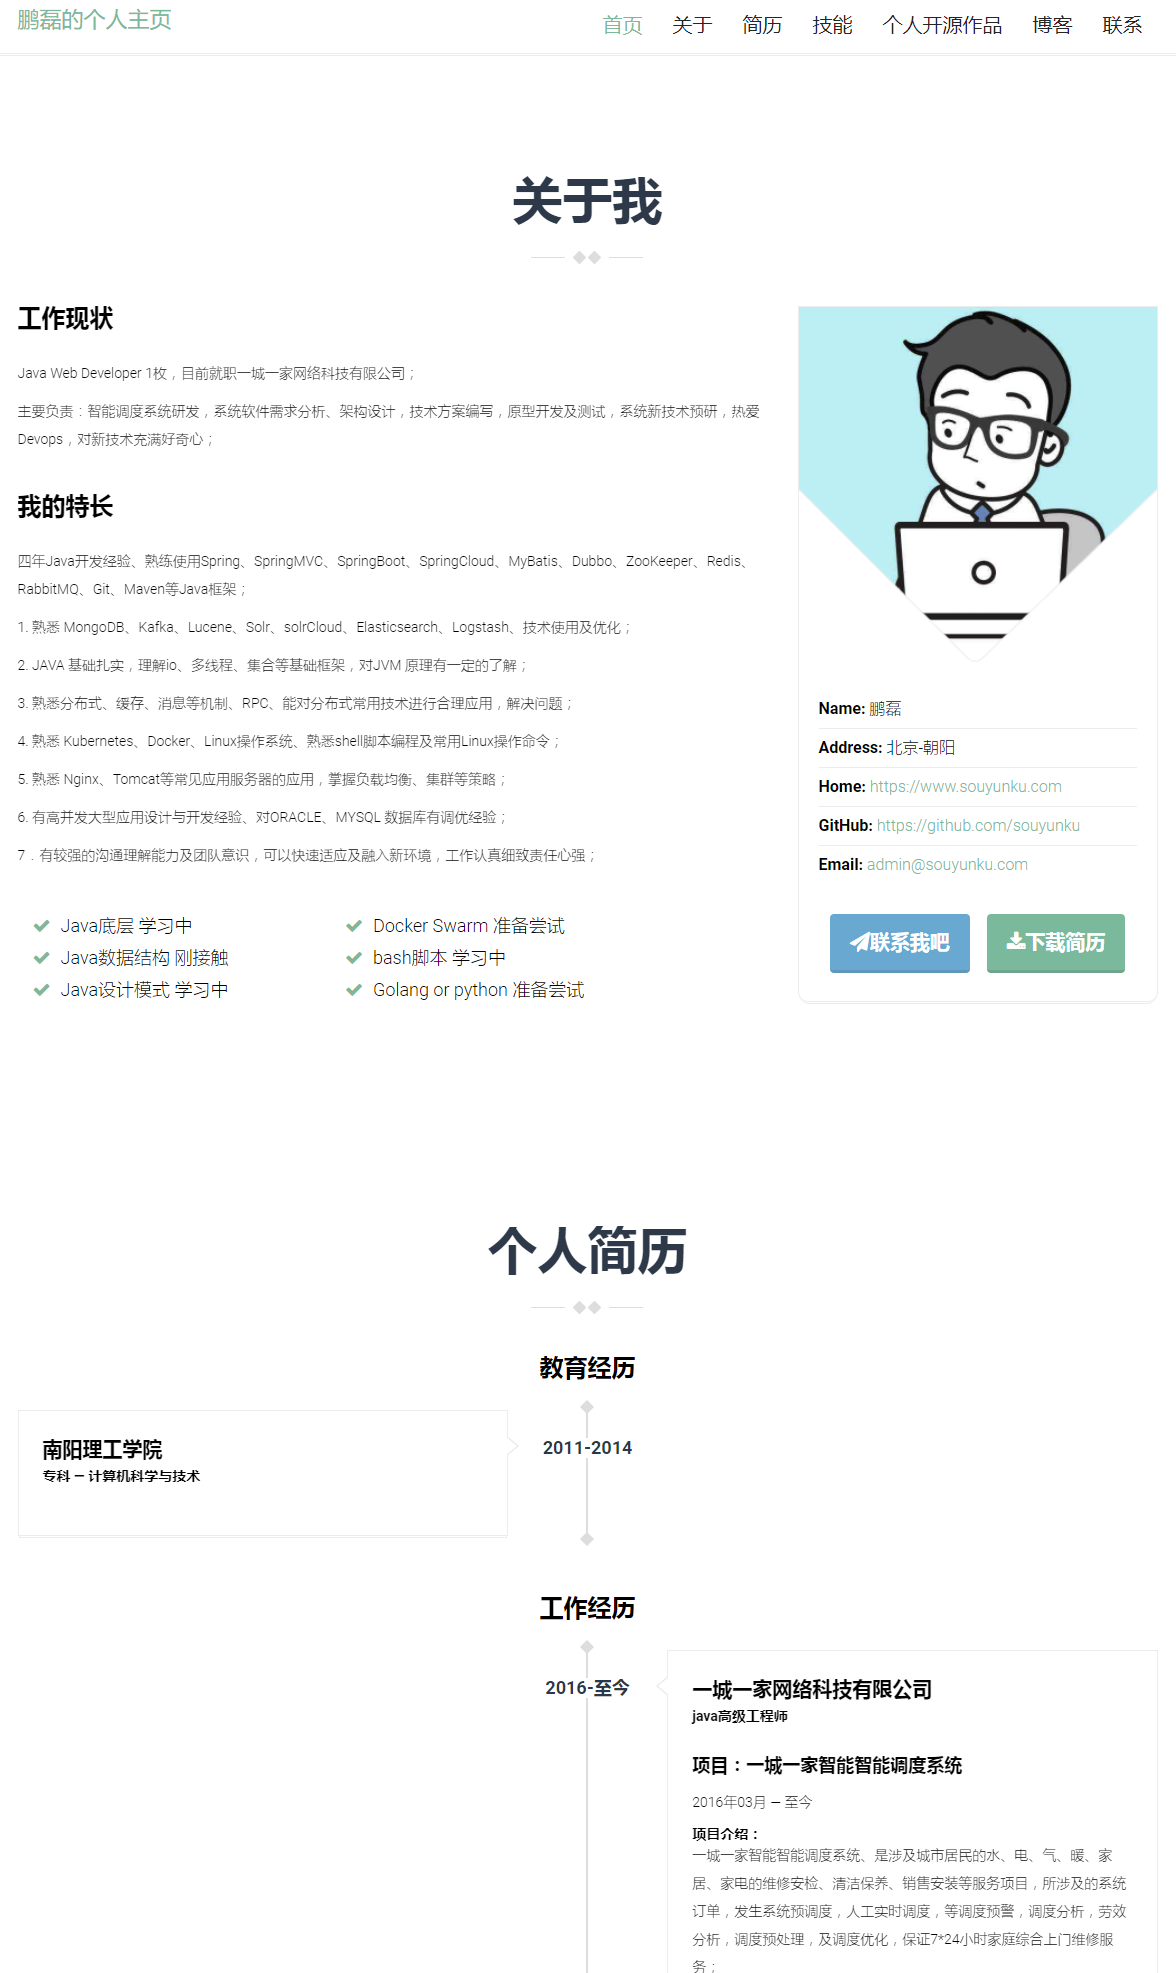 鹏磊的个人主页
首页 关于 简历 技能 个人开源作品 博客 联系
关于我
工作现状
Java Web Developer 1枚，目前就职一城一家网络科技有限公司；
主要负责：智能调度系统研发，系统软件需求分析、架构设计，技术方案编写，原型开发及测试，系统新技术预研，热爱
Devops，对新技术充满好奇心；
我的特长
四年Java开发经验、熟练使用Spring、SpringMVC、SpringBoot、SpringCloud、MyBatis、Dubbo、ZooKeeper、Redis、
RabbitMQ、Git、Maven等Java框架；
1. 熟悉 MongoDB、Kafka、Lucene、Solr、solrCloud、Elasticsearch、Logstash、技术使用及优化；
2. JAVA 基础扎实，理解io、多线程、集合等基础框架，对JVM 原理有一定的了解；
3. 熟悉分布式、缓存、消息等机制、RPC、能对分布式常用技术进行合理应用，解决问题；
4. 熟悉 Kubernetes、Docker、Linux操作系统、熟悉shell脚本编程及常用Linux操作命令；
5. 熟悉 Nginx、Tomcat等常见应用服务器的应用，掌握负载均衡、集群等策略；
6. 有高并发大型应用设计与开发经验、对ORACLE、MYSQL 数据库有调优经验；
7．有较强的沟通理解能力及团队意识，可以快速适应及融入新环境，工作认真细致责任心强；
Java底层 学习中
Java数据结构 刚接触
Java设计模式 学习中
Docker Swarm 准备尝试
bash脚本 学习中
Golang or python 准备尝试
Name: 鹏磊
Address: 北京-朝阳
Home: https://www.souyunku.com
GitHub: https://github.com/souyunku
Email: admin@souyunku.com
联系我吧 下载简历
个人简历
教育经历
南阳理工学院
专科 – 计算机科学与技术
2011-2014
工作经历
2016-至今
一城一家网络科技有限公司
java高级工程师
项目：一城一家智能智能调度系统
2016年03月 – 至今
项目介绍：
一城一家智能智能调度系统、是涉及城市居民的水、电、气、暖、家
居、家电的维修安检、清洁保养、销售安装等服务项目，所涉及的系统
订单，发生系统预调度，人工实时调度，等调度预警，调度分析，劳效
分析，调度预处理，及调度优化，保证7*24小时家庭综合上门维修服
务；